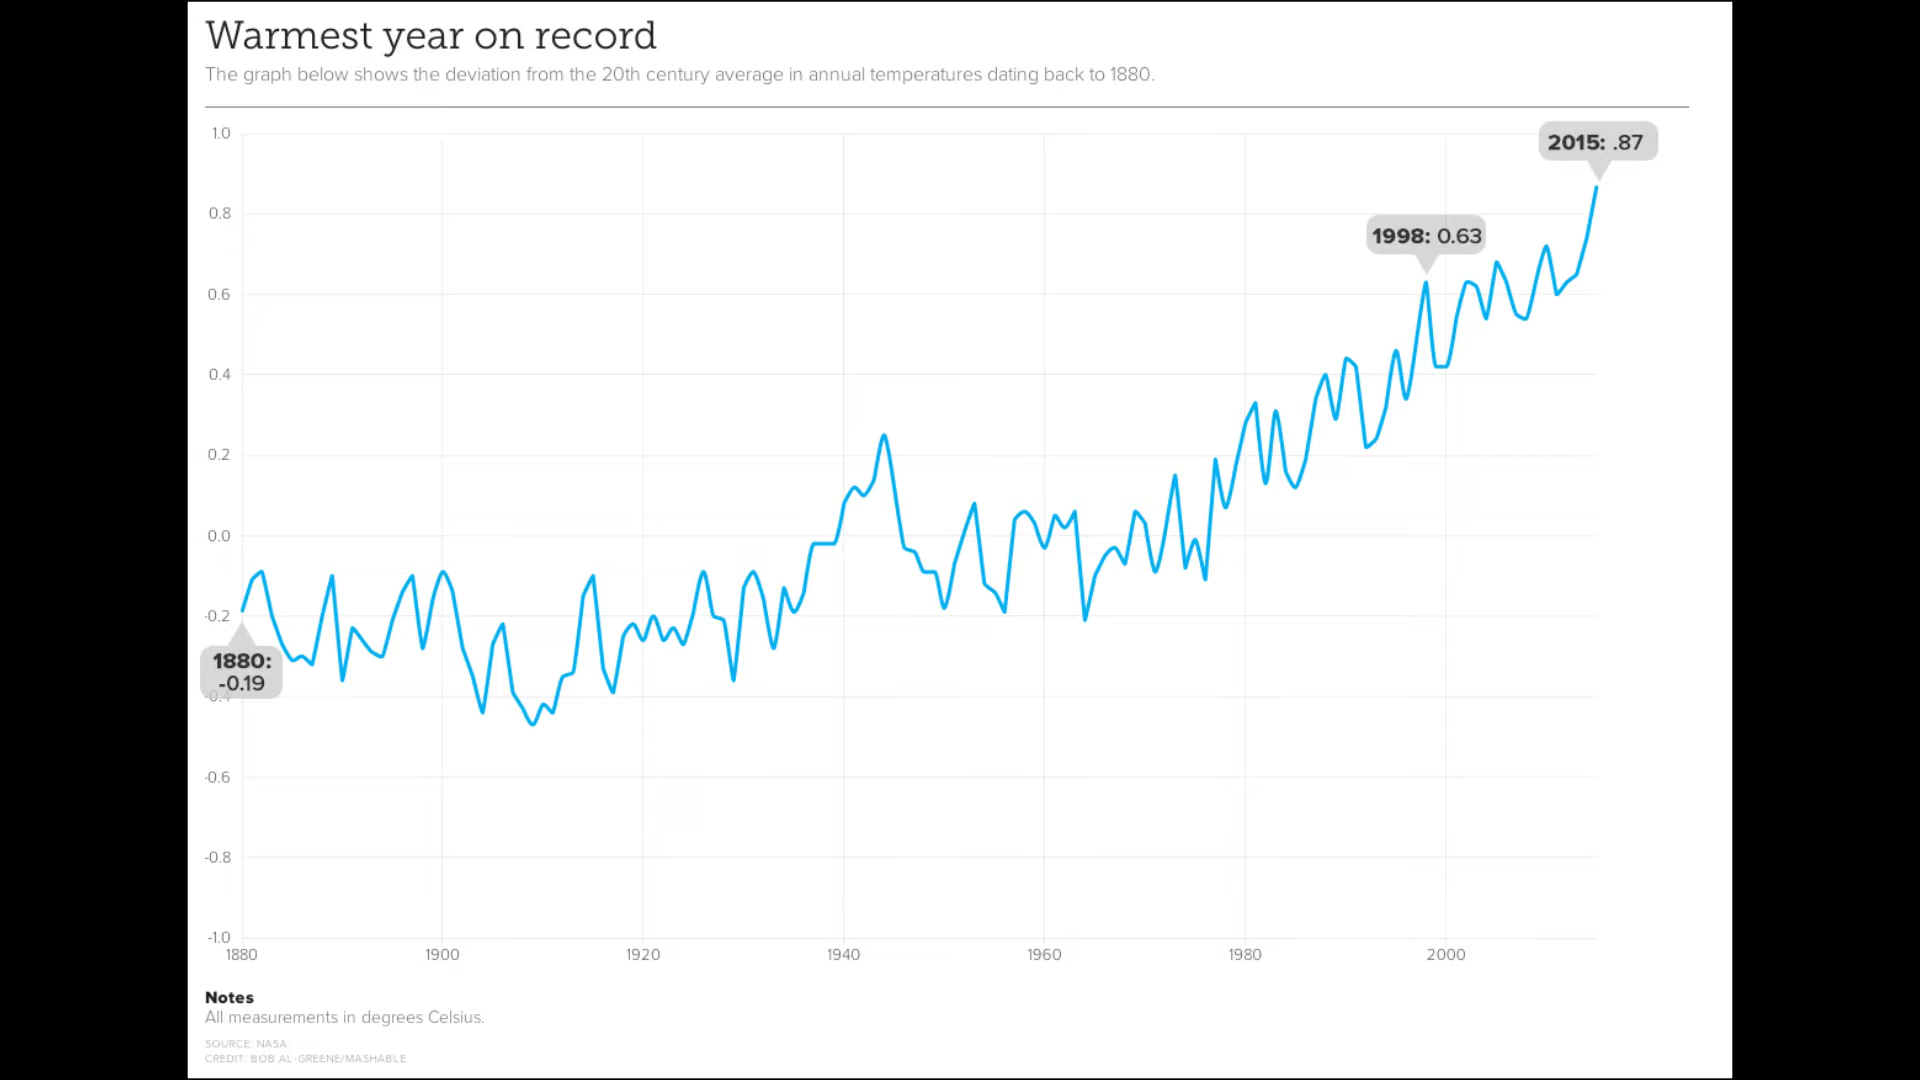 Warmest year on record
The graph below shows the deviation from the 20th century average in annual temperatures dating back to 1880.
1.0
2015: .87
0.8
1998: 0.63
0.6
0.4
0.2
0.0
-0.2
1880:
-0.19
-0.4
-0.6
-0.8
-1.0
1880 1900 1920 1940 1960 1980 2000
Notes
All measurements in degrees Celsius.
SOURCE: NASA
CREDIT: BOB AL-GREENE/MASHABLE